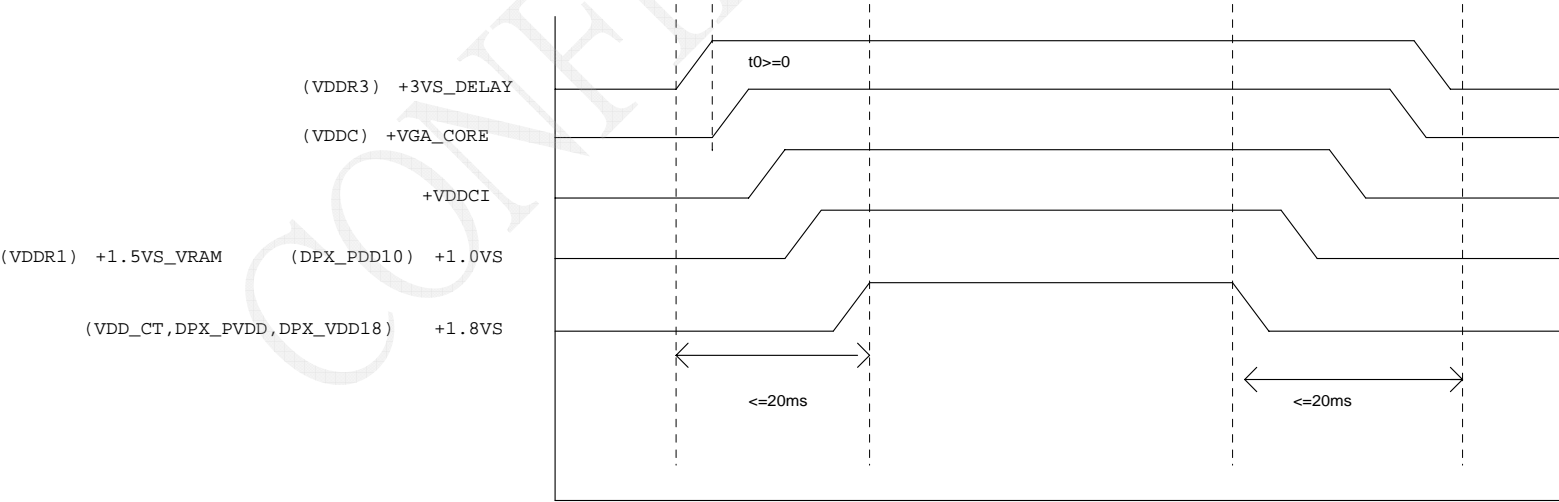 t0>=0
(VDDR3) +3VS_DELAY
(VDDC) +VGA_CORE
+VDDCI
(VDDR1) +1.5VS_VRAM (DPX_PDD10) +1.0VS
(VDD_CT,DPX_PVDD,DPX_VDD18) +1.8VS
<=20ms <=20ms